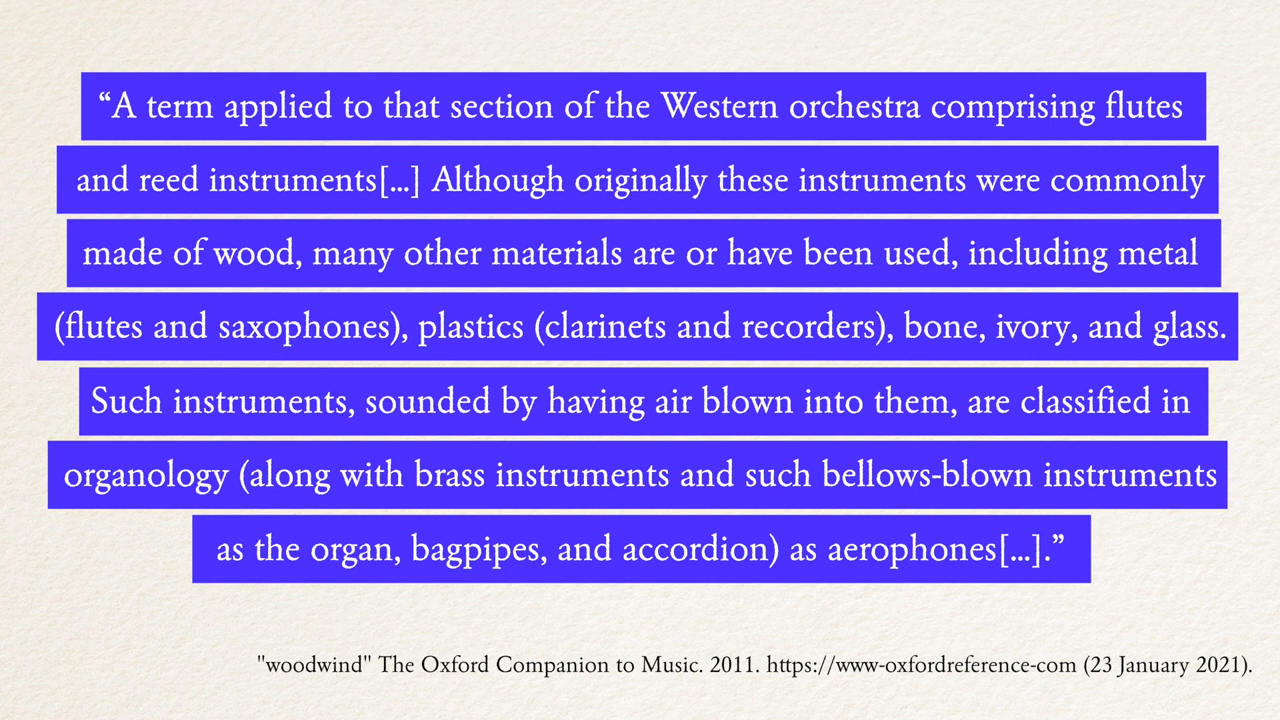 “A term applied to that section of the Western orchestra comprising flutes
and reed instruments[...] Although originally these instruments were commonly
made of wood, many other materials are or have been used, including metal
(flutes and saxophones), plastics (clarinets and recorders), bone, ivory, and glass.
Such instruments, sounded by having air blown into them, are classified in
organology (along with brass instruments and such bellows-blown instruments
as the organ, bagpipes, and accordion) as aerophones[...].”
"woodwind" The Oxford Companion to Music. 2011. https://www-oxfordreference-com (23 January 2021).